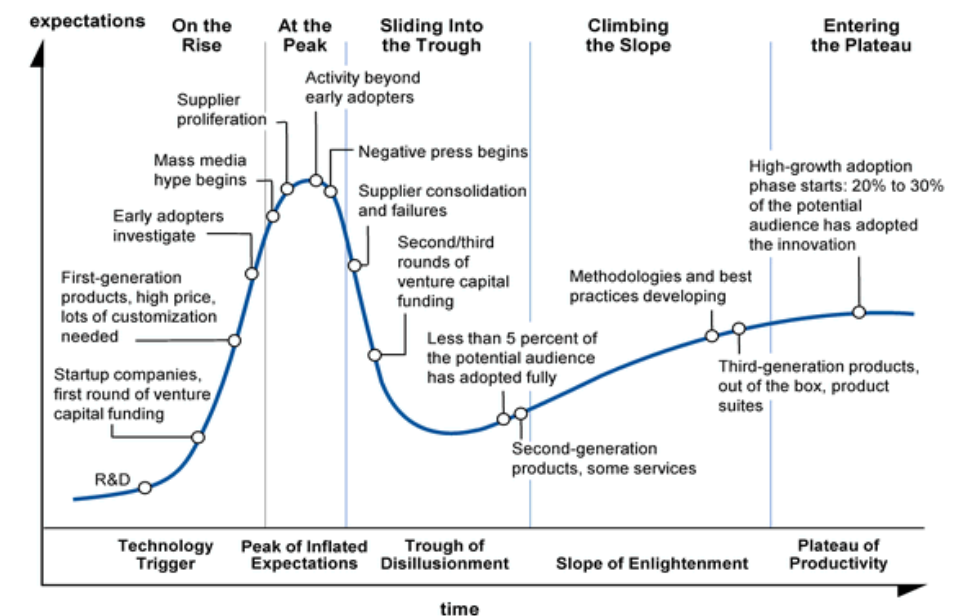 expectations
On the
Rise
At the
Peak
Sliding Into
the Trough
Climbing
the Slope
Entering
the Plateau
Activity beyond
early adopters
Supplier
proliferation
Negative press begins
Mass media
hype begins
Supplier consolidation
and failures
Early adopters
investigate
Second/third
rounds of
venture capital
funding
First-generation
products, high price,
lots of customization
needed
Startup companies,
first round of venture
capital funding
R&D
Less than 5 percent of
the potential audience
has adopted fully
Second-generation
products, some services
Methodologies and best
practices developing
Third-generation products,
out of the box, product
suites
High-growth adoption
phase starts: 20% to 30%
of the potential
audience has adopted
the innovation
Technology
Trigger
Peak of Inflated
Expectations
Trough of
Disillusionment
Slope of Enlightenment
Plateau of
Productivity
time